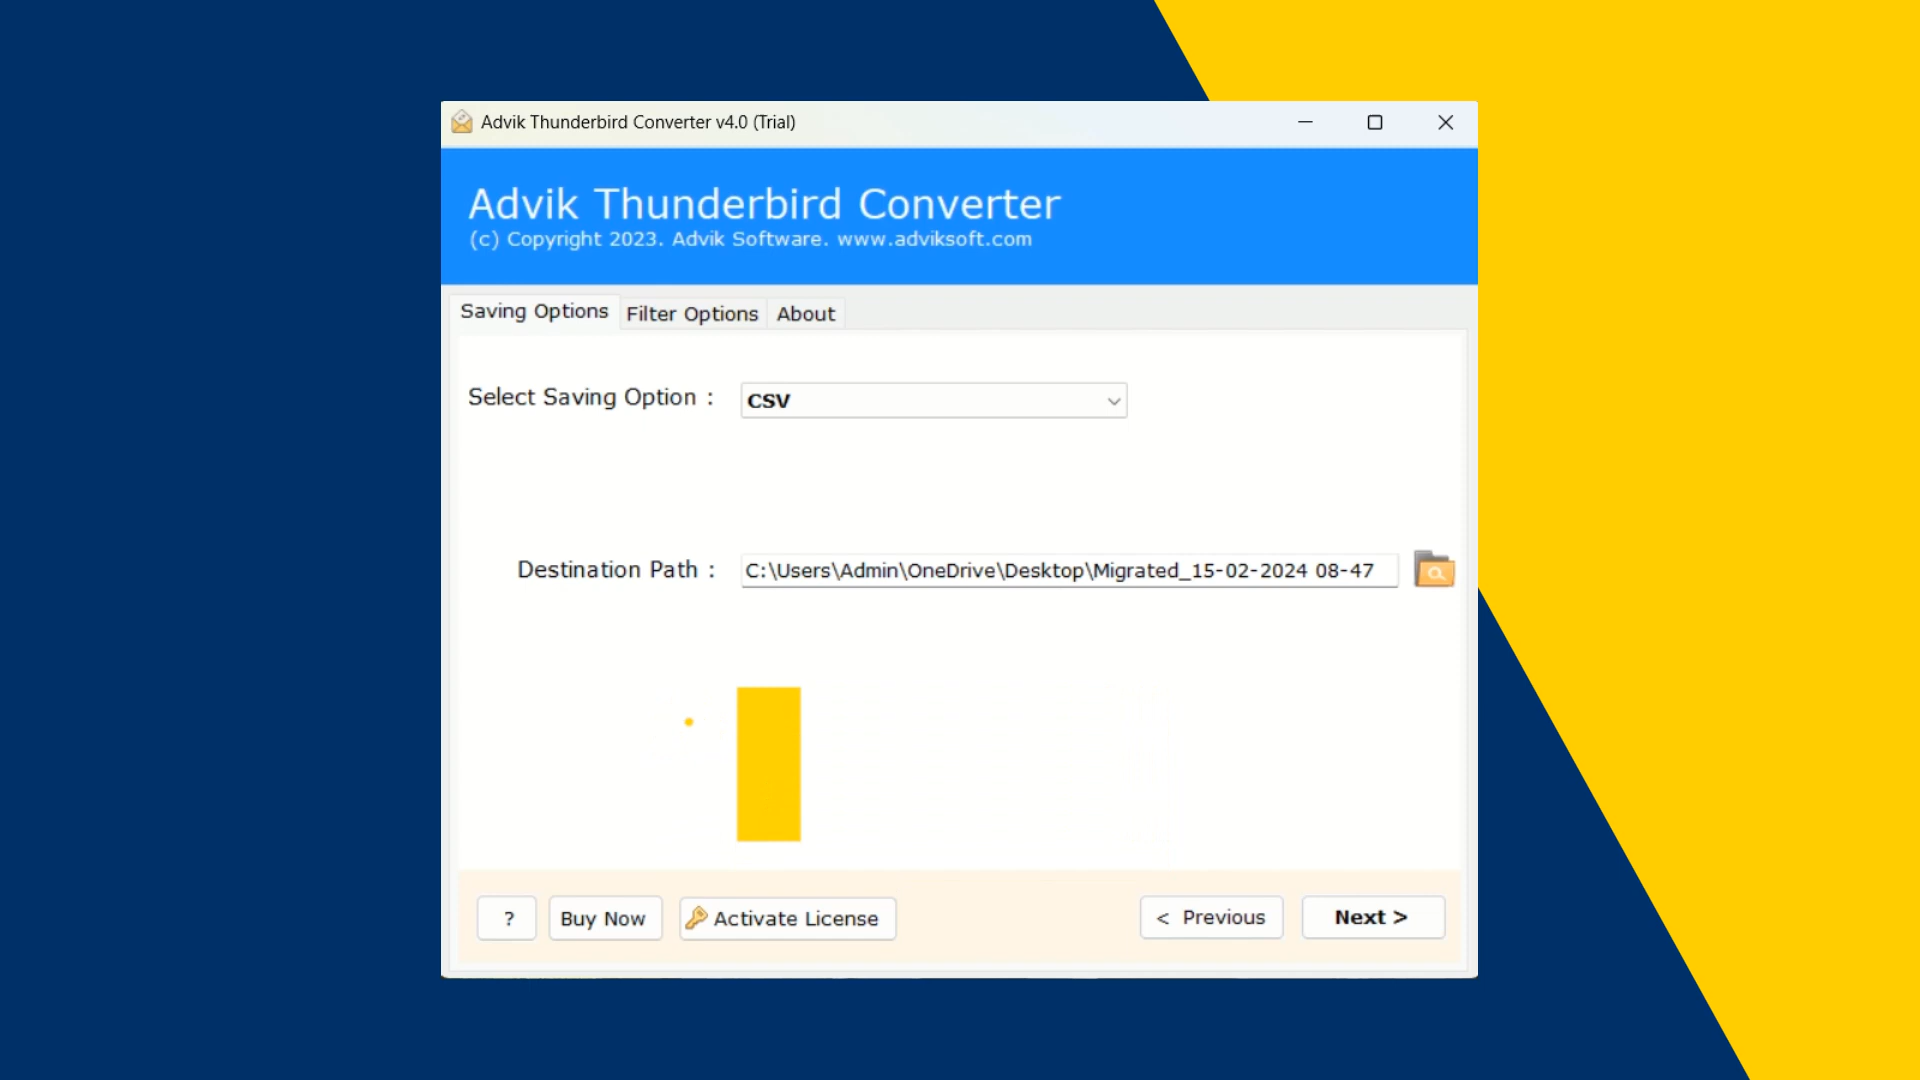 Advik Thunderbird Converter v4.0 (Trial)
Advik Thunderbird Converter
(c) Copyright 2023. Advik Software. www.adviksoft.com
Saving Options Filter Options About
Select Saving Option : CSV
Destination Path : C:\Users\Admin\OneDrive\Desktop\Migrated_15-02-2024 08-47
? Buy Now Activate License < Previous Next >